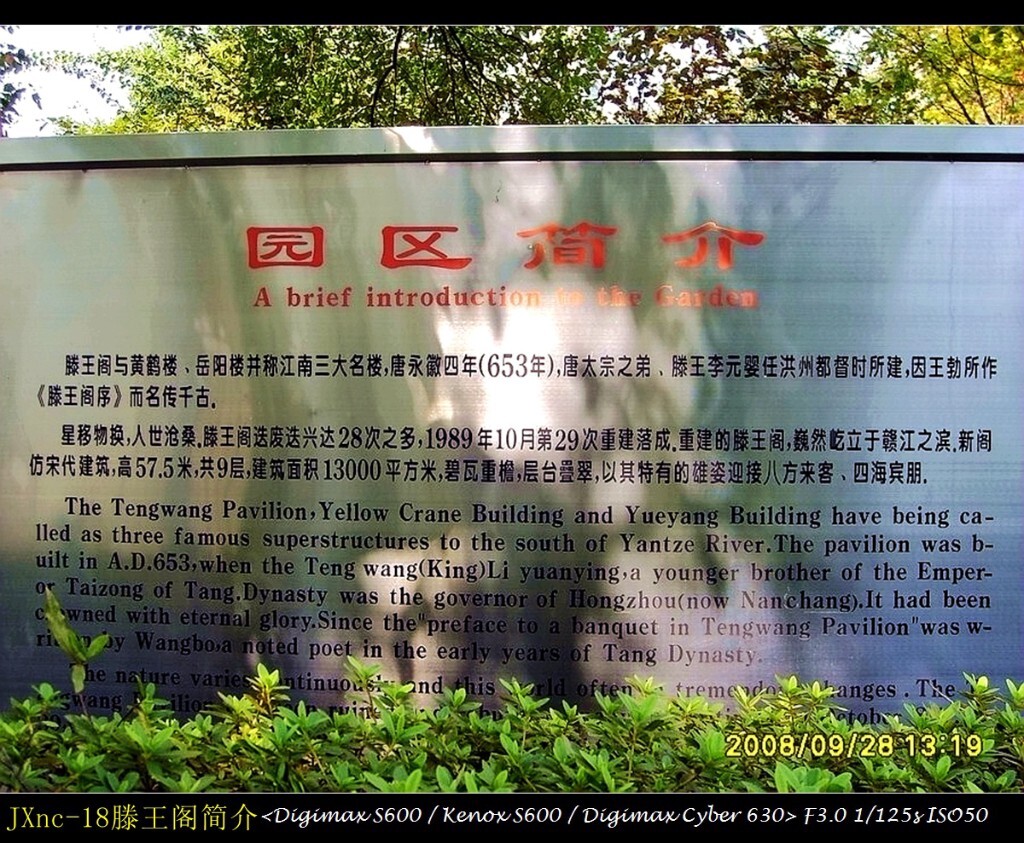 园区简介
A brief introduction to the Garden
滕王阁与黄鹤楼、岳阳楼并称江南三大名楼,唐永徽四年(653年),唐太宗之弟、滕王李元婴任洪州都督时所建,因王勃所作
《滕王阁序》而名传千古.
星移物换,人世沧桑.滕王阁迭废迭兴达28次之多,1989年10月第29次重建落成.重建的滕王阁,巍然屹立于赣江之滨.新阁
仿宋代建筑,高57.5米,共9层,建筑面积13000平方米,碧瓦重檐,层台叠翠,以其特有的雄姿迎接八方来客、四海宾朋.
The Tengwang Pavilion,Yellow Crane Building and Yueyang Building have being ca-
lled as three famous superstructures to the south of Yantze River.The pavilion was b-
uilt in A.D.653,when the Teng wang(King)Li yuanying,a younger brother of the Emper-
or Taizong of Tang.Dynasty was the governor of Hongzhou(now Nanchang).It had been
crowned with eternal glory.Since the"preface to a banquet in Tengwang Pavilion"was w-
by Wangbo,a noted poet in the early years of Tang Dynasty.
The nature varies and this often tremendous changes . The
2008/09/28 13:19
JXnc-18滕王阁简介 <Digimax S600 / Kenox S600 / Digimax Cyber 630> F3.0 1/125s ISO50